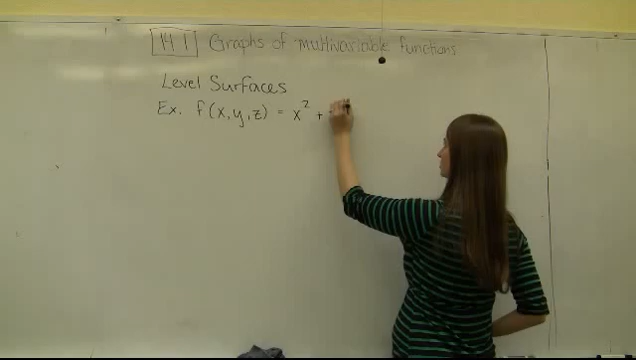 14.1 Graphs of multivariable functions
Level Surfaces
Ex. f(x,y,z) = x² +